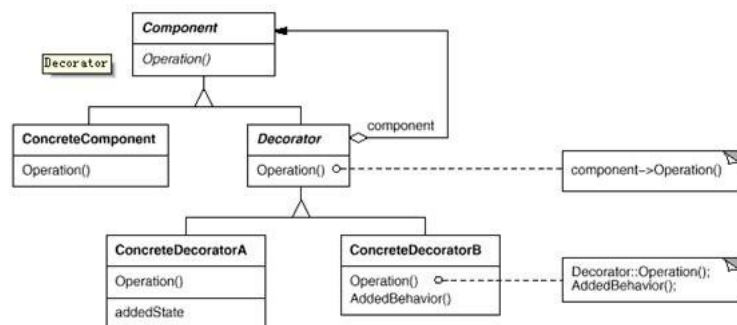 Component
Operation()
Decorator
ConcreteComponent
Operation()
Decorator
Operation()
component
component->Operation()
ConcreteDecoratorA
Operation()
addedState
ConcreteDecoratorB
Operation()
AddedBehavior()
Decorator::Operation();
AddedBehavior();